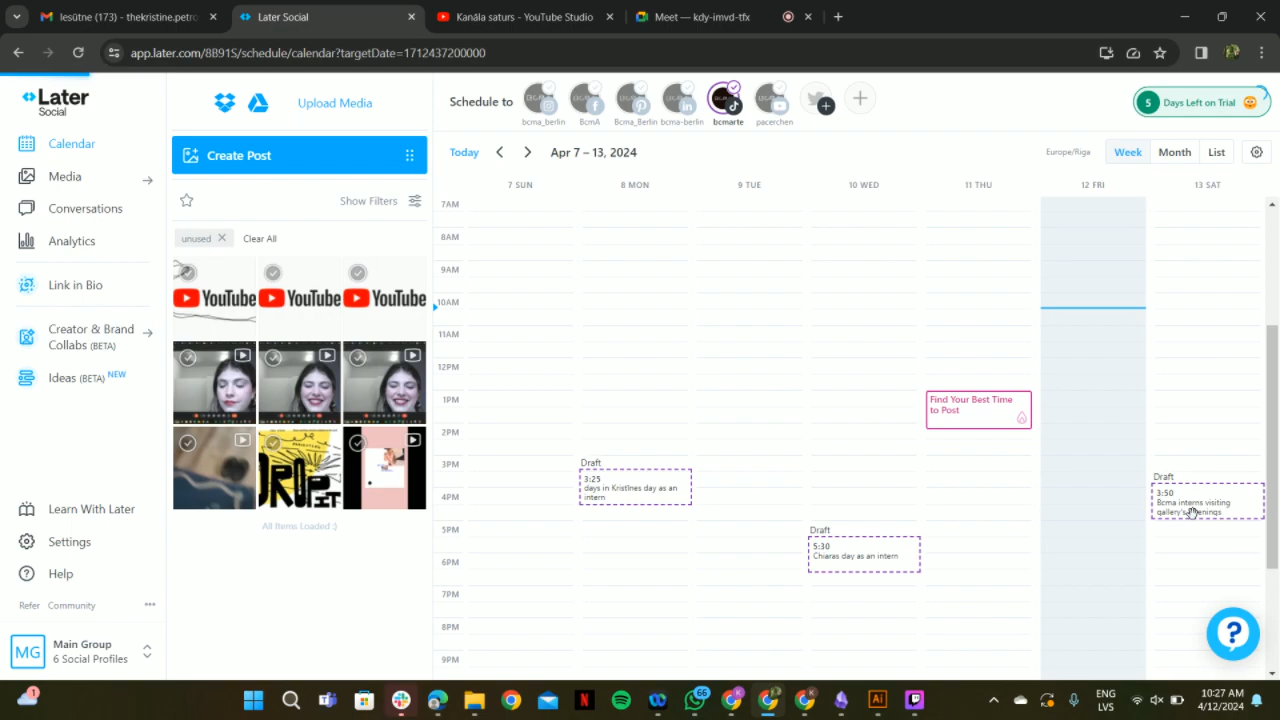 Iesūtne (173) - thekristine.petro
Later Social
Kanāla saturs - YouTube Studio
Meet — kdy-imvd-tfx
app.later.com/8B91S/schedule/calendar?targetDate=1712437200000
Later
Social
Upload Media
Schedule to
bcma_berlin
BcmA
Bcma_Berlin
bcma-berlin
bcmarte
pacerchen
5 Days Left on Trial
Calendar
Media
Conversations
Analytics
Link in Bio
Creator & Brand
Collabs (BETA)
Ideas (BETA) NEW
Learn With Later
Settings
Help
Refer Community
MG
Main Group
6 Social Profiles
Create Post
Show Filters
unused
Clear All
YouTube
YouTube
YouTube
DROP IT
All Items Loaded :)
Today
Apr 7 – 13, 2024
Europe/Riga
Week
Month
List
7 SUN
8 MON
9 TUE
10 WED
11 THU
12 FRI
13 SAT
7AM
8AM
9AM
10AM
11AM
12PM
1PM
2PM
3PM
4PM
5PM
6PM
7PM
8PM
9PM
Find Your Best Time
to Post
Draft
3:25
days in KristInes day as an
intern
Draft
5:30
Chiaras day as an intern
Draft
3:50
Bcma interns visiting
gallery's openings
?
1
66
ENG
LVS
10:27 AM
4/12/2024